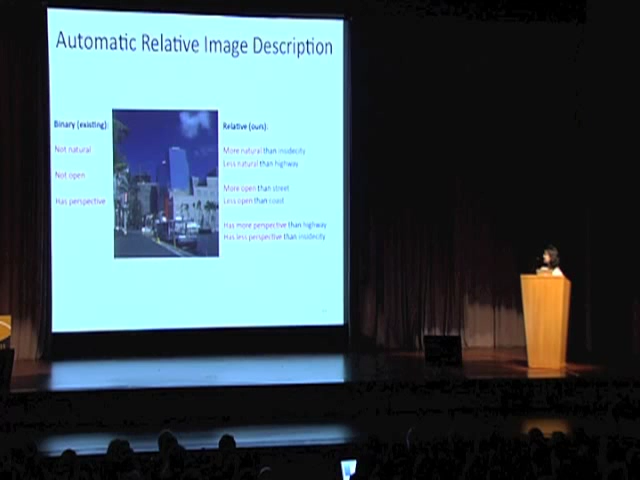 Automatic Relative Image Description
Binary (existing):
Not natural
Not open
Has perspective
Relative (ours):
More natural than insidecity
Less natural than highway
More open than street
Less open than coast
Has more perspective than highway
Has less perspective than insidecity